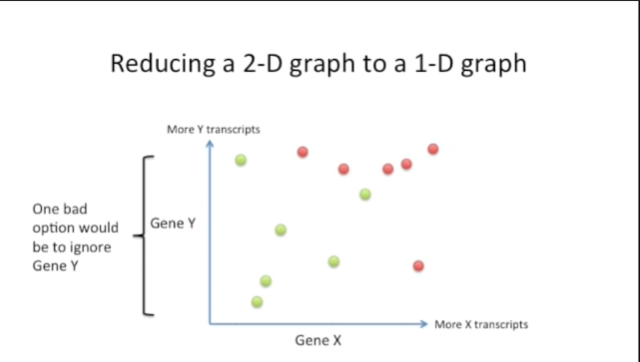 Reducing a 2-D graph to a 1-D graph
More Y transcripts
One bad
option would
be to ignore
Gene Y
Gene Y
More X transcripts
Gene X